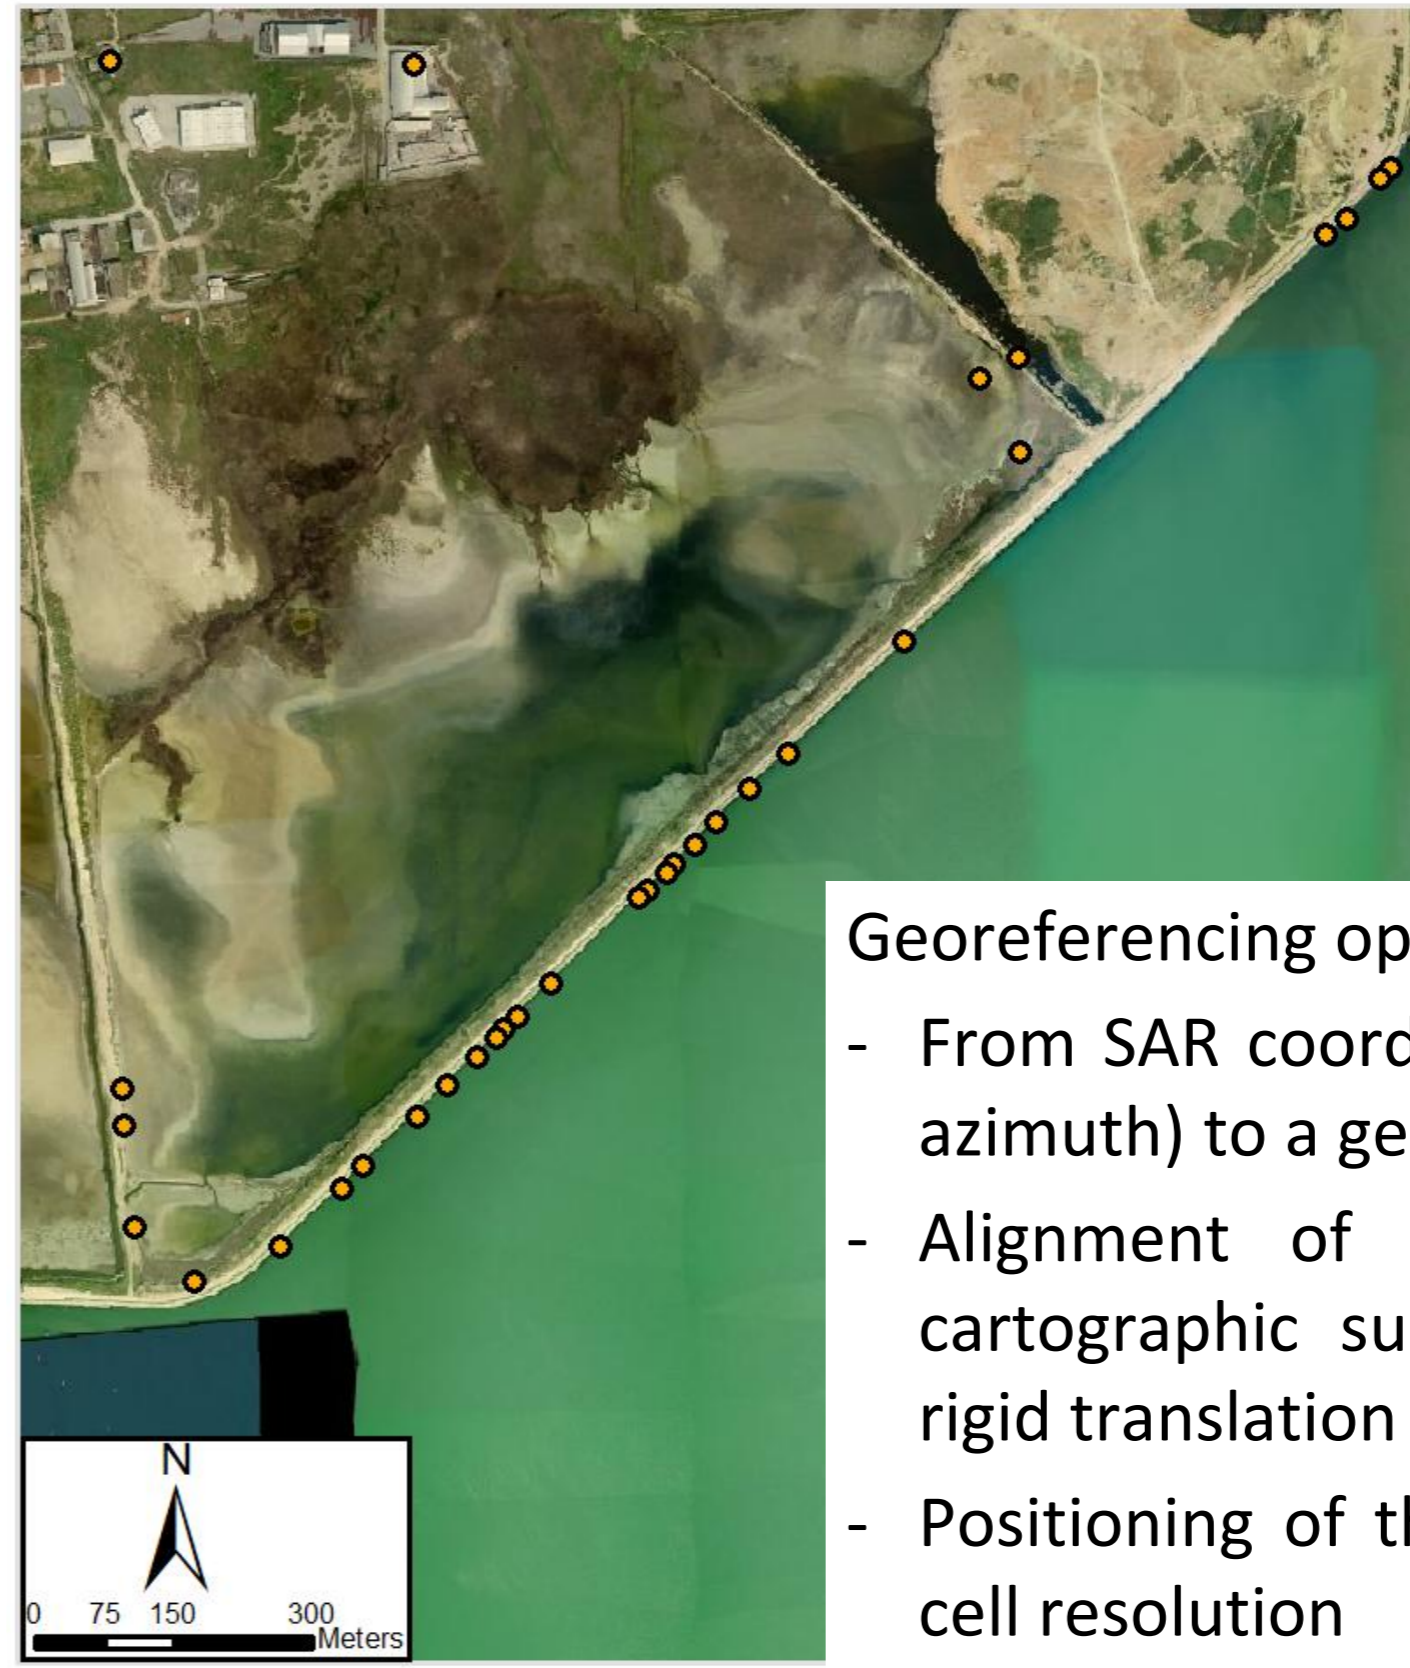 Georeferencing op
- From SAR coord
azimuth) to a ge
- Alignment of
cartographic su
rigid translation
- Positioning of th
cell resolution
N
0 75 150 300
Meters